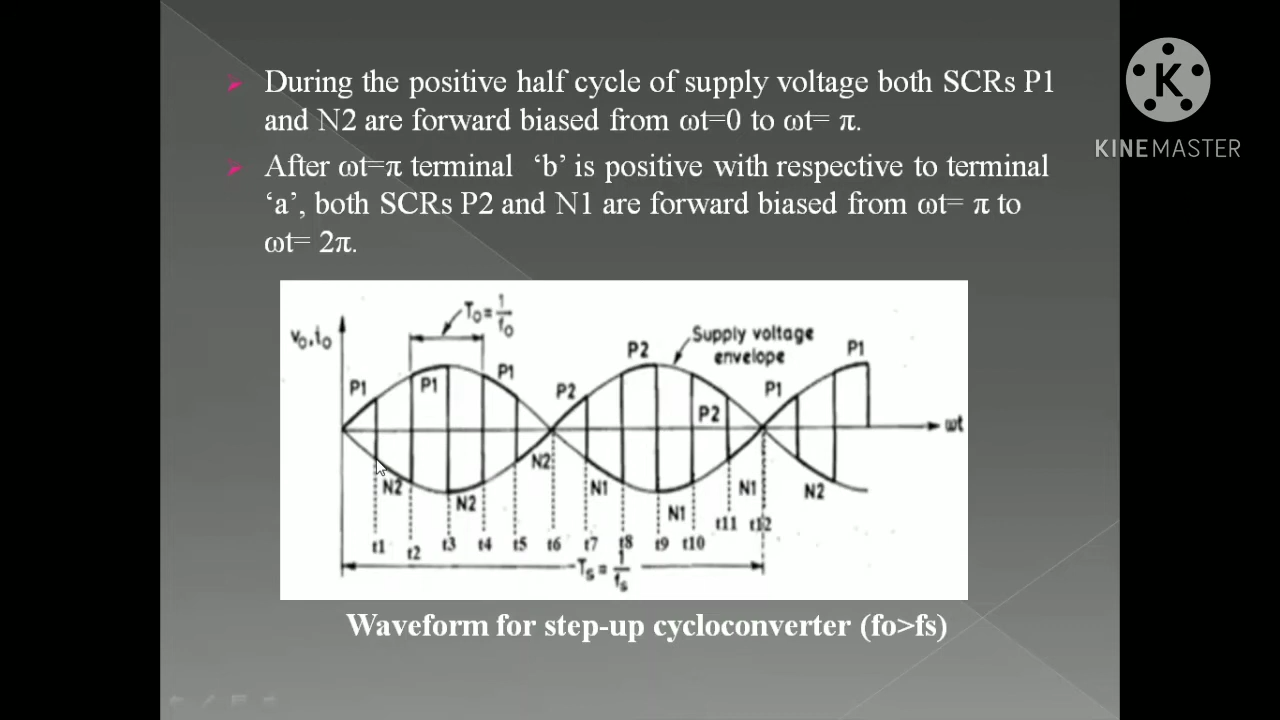 During the positive half cycle of supply voltage both SCRs P1
and N2 are forward biased from ωt=0 to ωt= π.
After ωt=π terminal ‘b’ is positive with respective to terminal
‘a’, both SCRs P2 and N1 are forward biased from ωt= π to
ωt= 2π.
K
KINEMASTER
T₀=1/f₀
v₀,i₀
Supply voltage
envelope
P1 P1 P1 P2 P2 P2 P1 P1
ωt
N2 N2 N2 N1 N1 N1 N2
t1 t2 t3 t4 t5 t6 t7 t8 t9 t10 t11 t12
Tₛ=1/fₛ
Waveform for step-up cycloconverter (fo>fs)